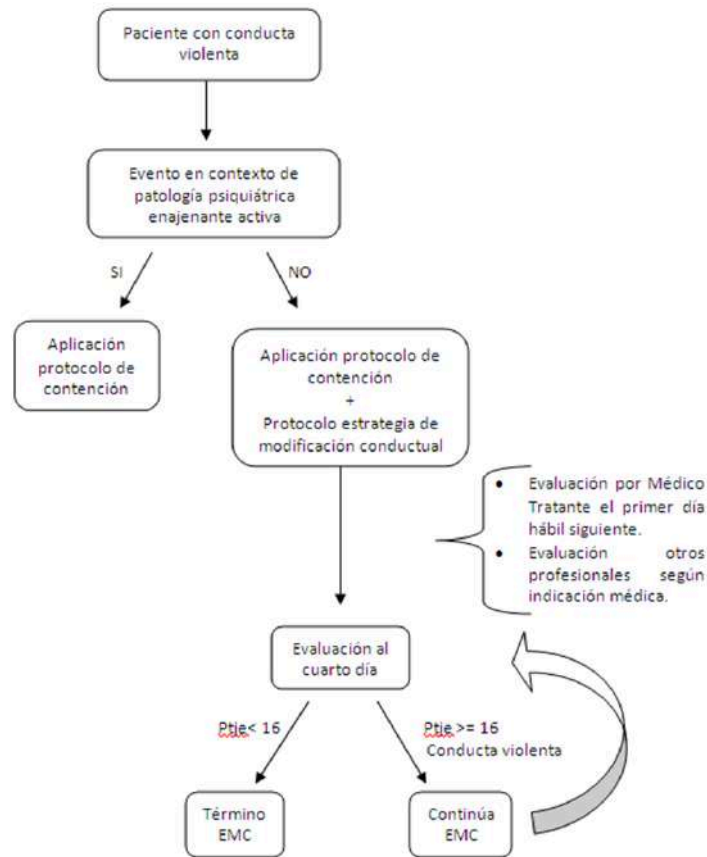 Paciente con conducta
violenta
Evento en contexto de
patología psiquiátrica
enajenante activa
SI
NO
Aplicación
protocolo de
contención
Aplicación protocolo de
contención
+
Protocolo estrategia de
modificación conductual
• Evaluación por Médico
Tratante el primer día
hábil siguiente.
• Evaluación otros
profesionales según
indicación médica.
Evaluación al
cuarto día
Ptje< 16
Ptje >= 16
Conducta violenta
Término
EMC
Continúa
EMC